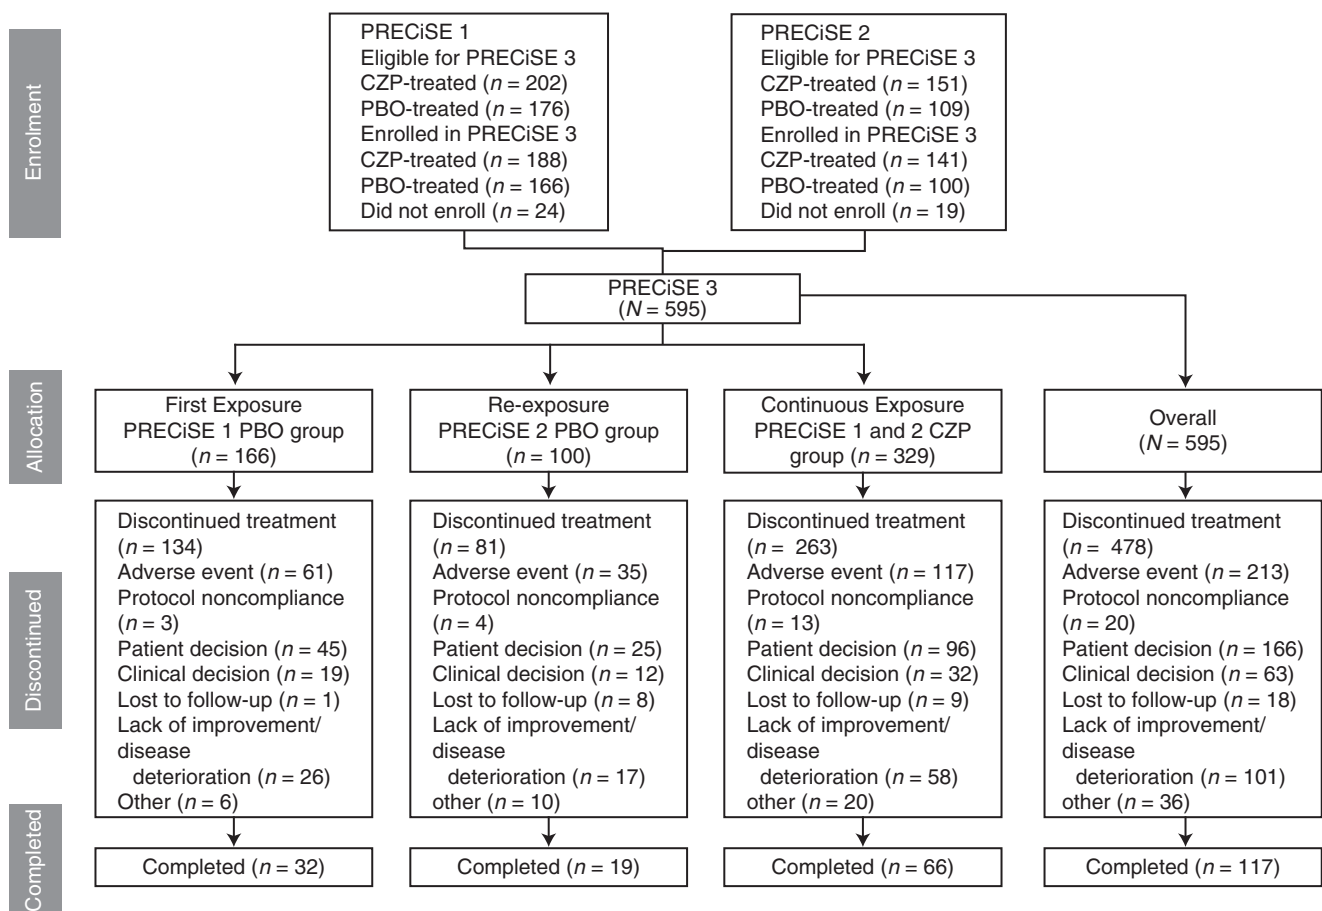 Enrolment
PRECiSE 1
Eligible for PRECiSE 3
CZP-treated (n = 202)
PBO-treated (n = 176)
Enrolled in PRECiSE 3
CZP-treated (n = 188)
PBO-treated (n = 166)
Did not enroll (n = 24)
PRECiSE 2
Eligible for PRECiSE 3
CZP-treated (n = 151)
PBO-treated (n = 109)
Enrolled in PRECiSE 3
CZP-treated (n = 141)
PBO-treated (n = 100)
Did not enroll (n = 19)
PRECiSE 3
(N = 595)
Allocation
First Exposure
PRECiSE 1 PBO group
(n = 166)
Re-exposure
PRECiSE 2 PBO group
(n = 100)
Continuous Exposure
PRECiSE 1 and 2 CZP
group (n = 329)
Overall
(N = 595)
Discontinued
Discontinued treatment
(n = 134)
Adverse event (n = 61)
Protocol noncompliance
(n = 3)
Patient decision (n = 45)
Clinical decision (n = 19)
Lost to follow-up (n = 1)
Lack of improvement/
disease
deterioration (n = 26)
Other (n = 6)
Discontinued treatment
(n = 81)
Adverse event (n = 35)
Protocol noncompliance
(n = 4)
Patient decision (n = 25)
Clinical decision (n = 12)
Lost to follow-up (n = 8)
Lack of improvement/
disease
deterioration (n = 17)
other (n = 10)
Discontinued treatment
(n = 263)
Adverse event (n = 117)
Protocol noncompliance
(n = 13)
Patient decision (n = 96)
Clinical decision (n = 32)
Lost to follow-up (n = 9)
Lack of improvement/
disease
deterioration (n = 58)
other (n = 20)
Discontinued treatment
(n = 478)
Adverse event (n = 213)
Protocol noncompliance
(n = 20)
Patient decision (n = 166)
Clinical decision (n = 63)
Lost to follow-up (n = 18)
Lack of improvement/
disease
deterioration (n = 101)
other (n = 36)
Completed
Completed (n = 32)
Completed (n = 19)
Completed (n = 66)
Completed (n = 117)